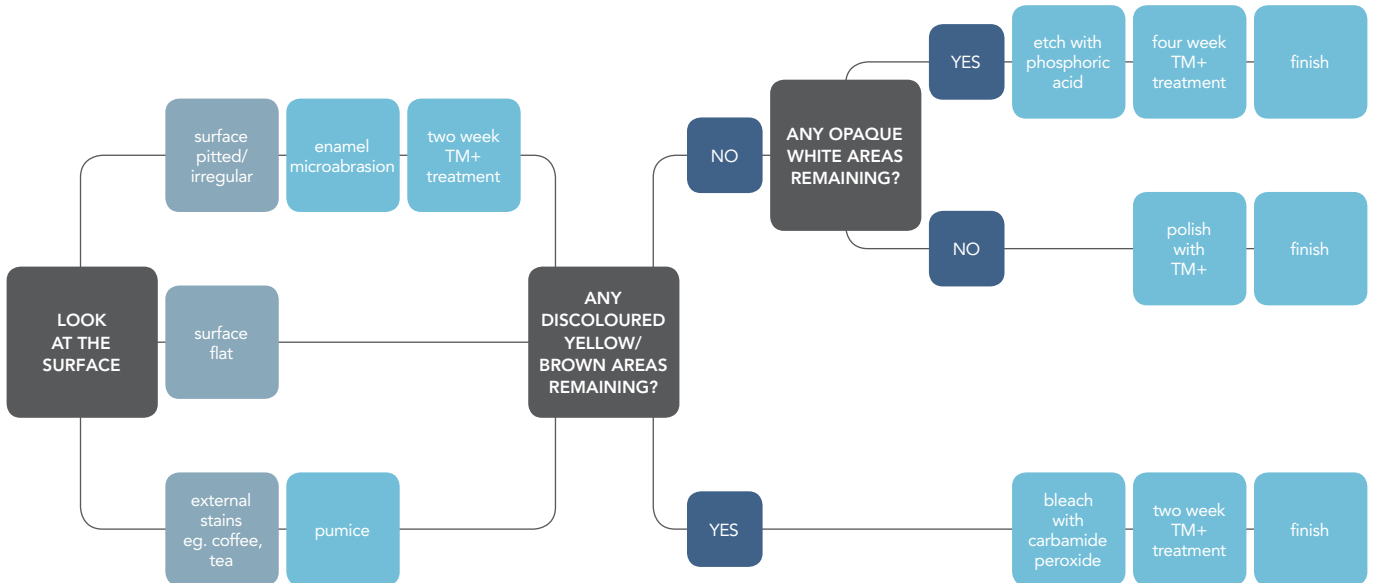 LOOK
AT THE
SURFACE
surface
pitted/
irregular
enamel
microabrasion
two week
TM+
treatment
surface
flat
external
stains
eg. coffee,
tea
pumice
ANY
DISCOLOURED
YELLOW/
BROWN AREAS
REMAINING?
NO
ANY OPAQUE
WHITE AREAS
REMAINING?
YES
etch with
phosphoric
acid
four week
TM+
treatment
finish
NO
polish
with
TM+
finish
YES
bleach
with
carbamide
peroxide
two week
TM+
treatment
finish